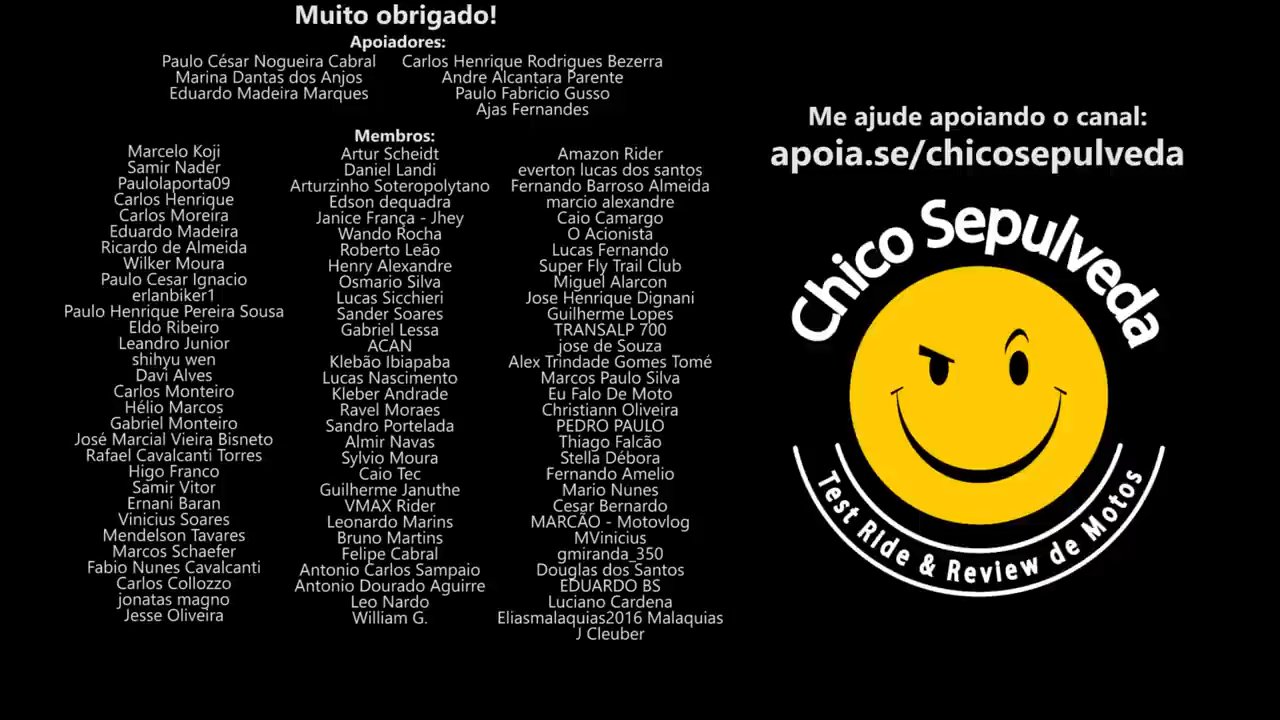 Muito obrigado!
Apoiadores:
Paulo César Nogueira Cabral
Marina Dantas dos Anjos
Eduardo Madeira Marques
Carlos Henrique Rodrigues Bezerra
Andre Alcantara Parente
Paulo Fabricio Gusso
Ajas Fernandes
Membros:
Marcelo Koji
Samir Nader
Paulolaporta09
Carlos Henrique
Carlos Moreira
Eduardo Madeira
Ricardo de Almeida
Wilker Moura
Paulo Cesar Ignacio
erlanbiker1
Paulo Henrique Pereira Sousa
Eldo Ribeiro
Leandro Junior
shihyu wen
Davi Alves
Carlos Monteiro
Hélio Marcos
Gabriel Monteiro
José Marcial Vieira Bisneto
Rafael Cavalcanti Torres
Higo Franco
Samir Vitor
Ernani Baran
Vinicius Soares
Mendelson Tavares
Marcos Schaefer
Fabio Nunes Cavalcanti
Carlos Collozzo
jonatas magno
Jesse Oliveira
Artur Scheidt
Daniel Landi
Arturzinho Soteropolytano
Edson dequadra
Janice França - Jhey
Wando Rocha
Roberto Leão
Henry Alexandre
Osmario Silva
Lucas Sicchieri
Sander Soares
Gabriel Lessa
ACAN
Klebão Ibiapaba
Lucas Nascimento
Kleber Andrade
Ravel Moraes
Sandro Portelada
Almir Navas
Sylvio Moura
Caio Tec
Guilherme Januthe
VMAX Rider
Leonardo Marins
Bruno Martins
Felipe Cabral
Antonio Carlos Sampaio
Antonio Dourado Aguirre
Leo Nardo
William G.
Amazon Rider
everton lucas dos santos
Fernando Barroso Almeida
marcio alexandre
Caio Camargo
O Acionista
Lucas Fernando
Super Fly Trail Club
Miguel Alarcon
Jose Henrique Dignani
Guilherme Lopes
TRANSALP 700
jose de Souza
Alex Trindade Gomes Tomé
Marcos Paulo Silva
Eu Falo De Moto
Christiann Oliveira
PEDRO PAULO
Thiago Falcão
Stella Débora
Fernando Amelio
Mario Nunes
Cesar Bernardo
MARCÃO - Motovlog
MVinicius
gmiranda_350
Douglas dos Santos
EDUARDO BS
Luciano Cardena
Eliasmalaquias2016 Malaquias
J Cleuber
Me ajude apoiando o canal:
apoia.se/chicosepulveda
Chico Sepulveda
Test Ride & Review de Motos